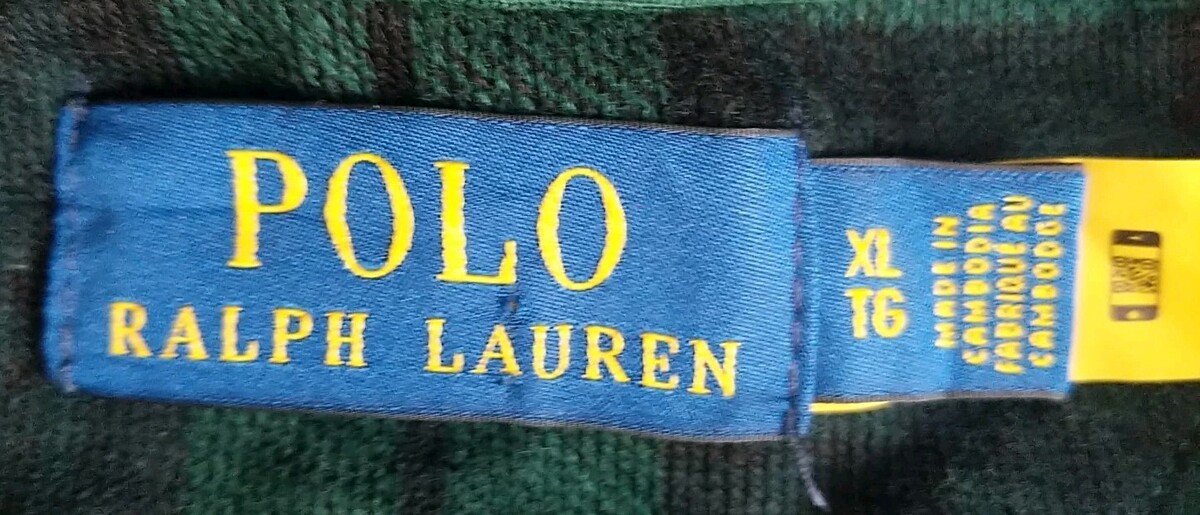 POLO
RALPH LAUREN
XL
TG
MADE IN
CAMBODIA
FABRIQUÉ AU
CAMBODGE